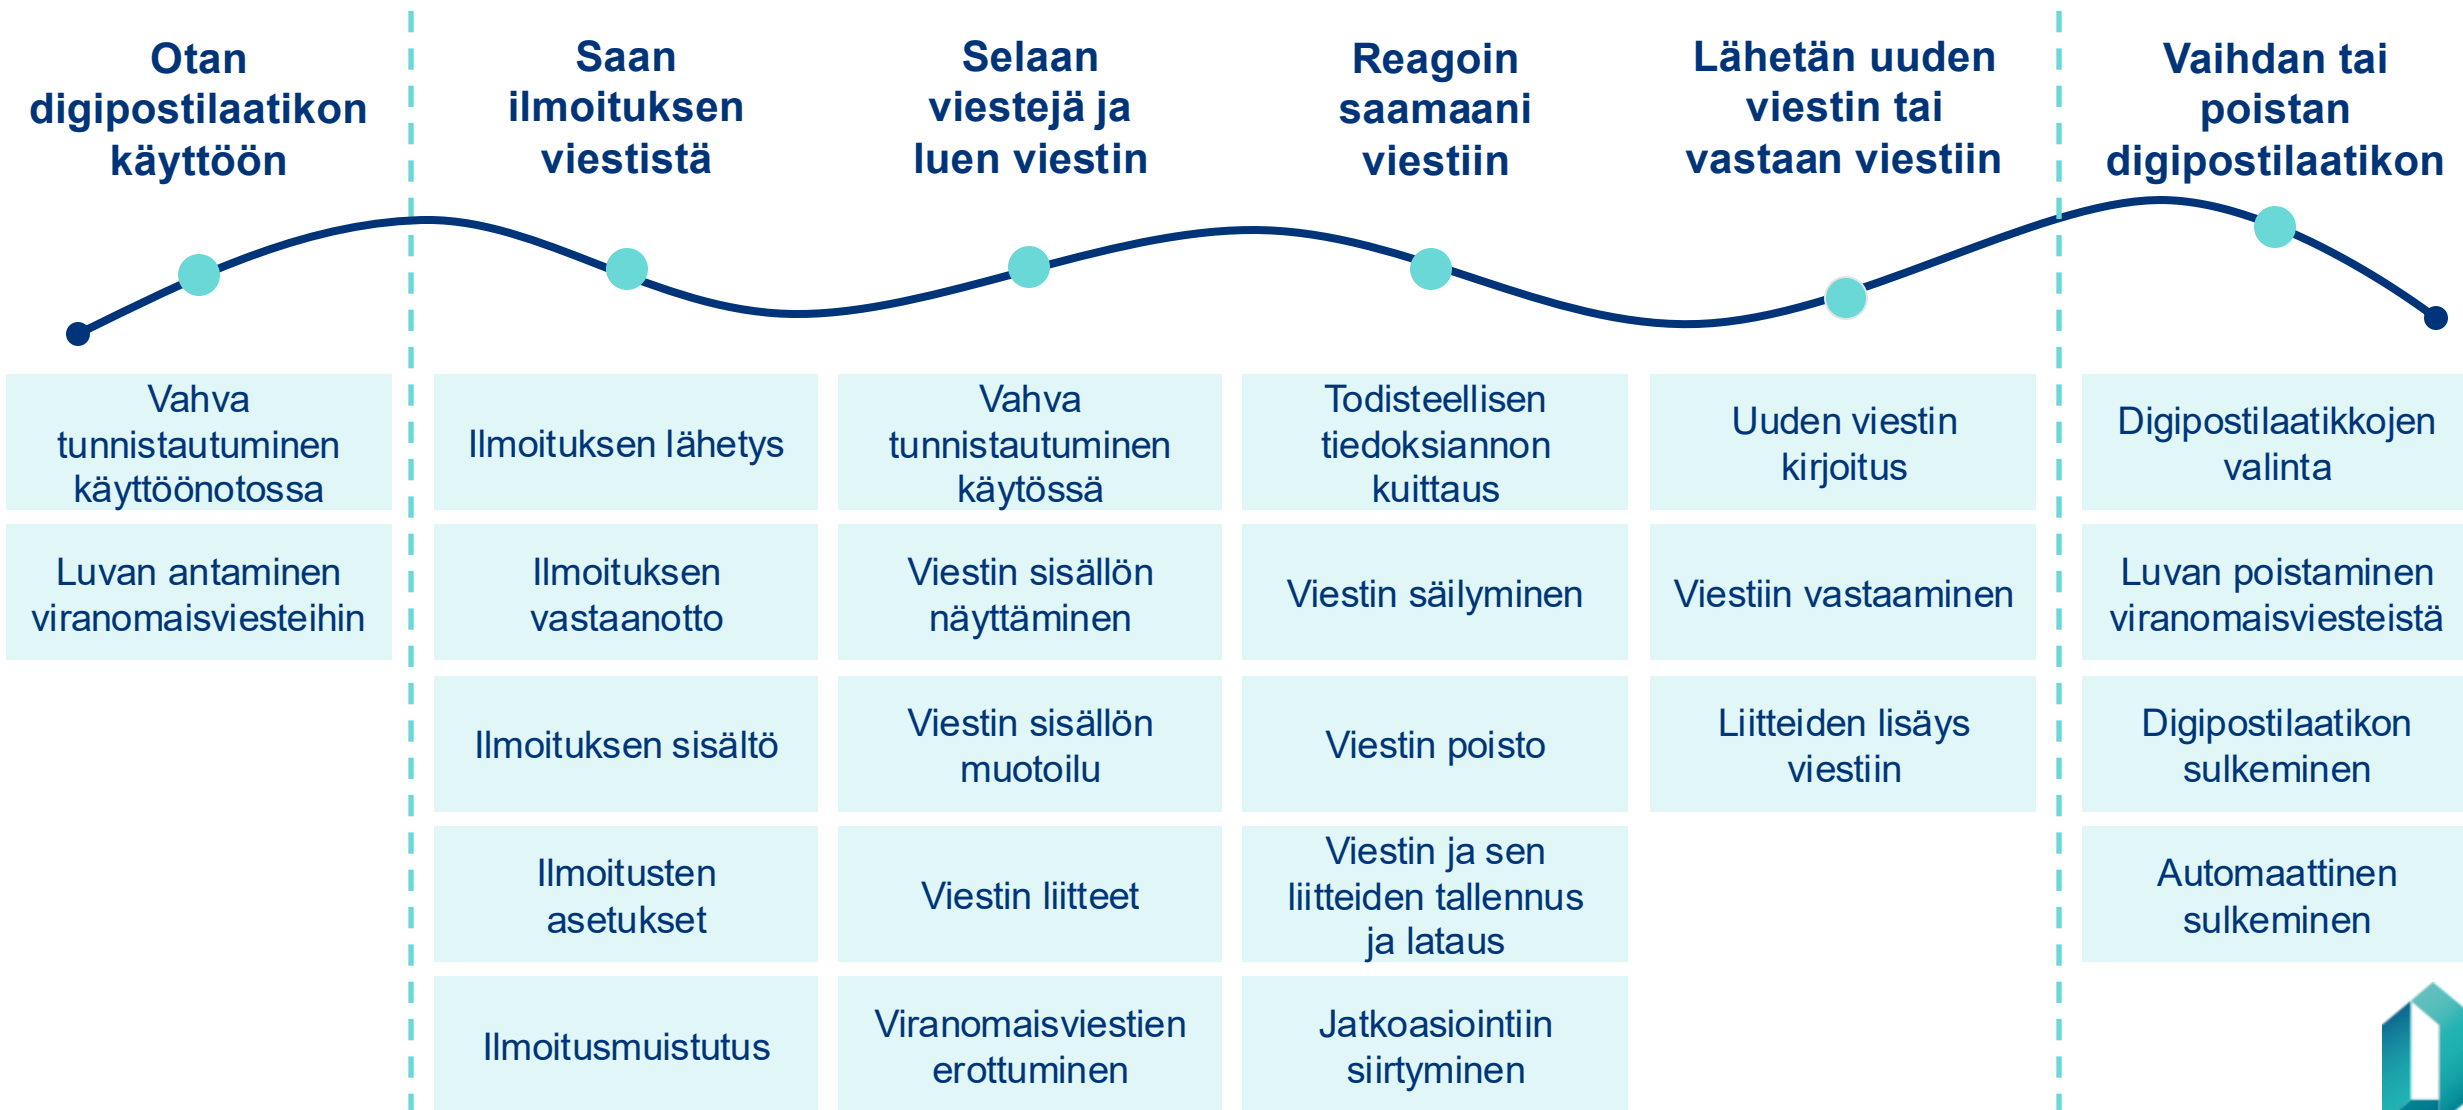 Otan
digipostilaatikon
käyttöön
Saan
ilmoituksen
viestistä
Selaan
viestejä ja
luen viestin
Reagoin
saamaani
viestiin
Lähetän uuden
viestin tai
vastaan viestiin
Vaihdan tai
poistan
digipostilaatikon
Vahva
tunnistautuminen
käyttöönotossa
Luvan antaminen
viranomaisviesteihin
Ilmoituksen lähetys
Ilmoituksen
vastaanotto
Ilmoituksen sisältö
Ilmoitusten
asetukset
Ilmoitusmuistutus
Vahva
tunnistautuminen
käytössä
Viestin sisällön
näyttäminen
Viestin sisällön
muotoilu
Viestin liitteet
Viranomaisviestien
erottuminen
Todisteellisen
tiedoksiannon
kuittaus
Viestin säilyminen
Viestin poisto
Viestin ja sen
liitteiden tallennus
ja lataus
Jatkoasiointiin
siirtyminen
Uuden viestin
kirjoitus
Viestiin vastaaminen
Liitteiden lisäys
viestiin
Digipostilaatikkojen
valinta
Luvan poistaminen
viranomaisviesteistä
Digipostilaatikon
sulkeminen
Automaattinen
sulkeminen